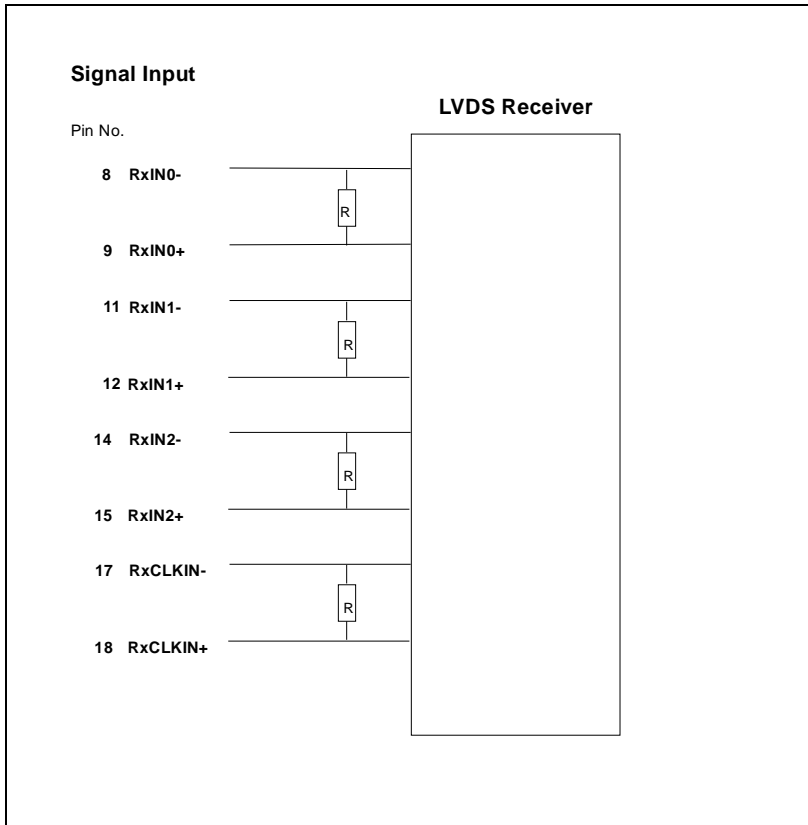 Signal Input
LVDS Receiver
Pin No.
8 RxIN0-
R
9 RxIN0+
11 RxIN1-
R
12 RxIN1+
14 RxIN2-
R
15 RxIN2+
17 RxCLKIN-
R
18 RxCLKIN+